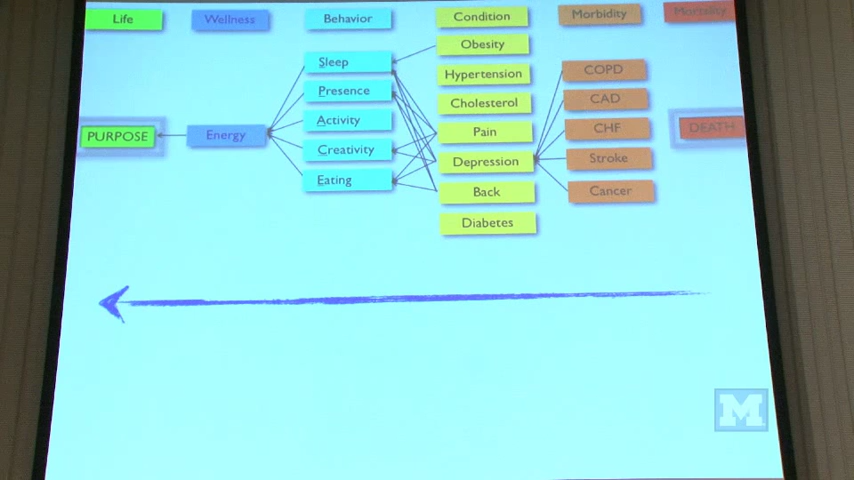 Life
Wellness
Behavior
Condition
Morbidity
Mortality
PURPOSE
Energy
Sleep
Presence
Activity
Creativity
Eating
Obesity
Hypertension
Cholesterol
Pain
Depression
Back
Diabetes
COPD
CAD
CHF
Stroke
Cancer
DEATH
M